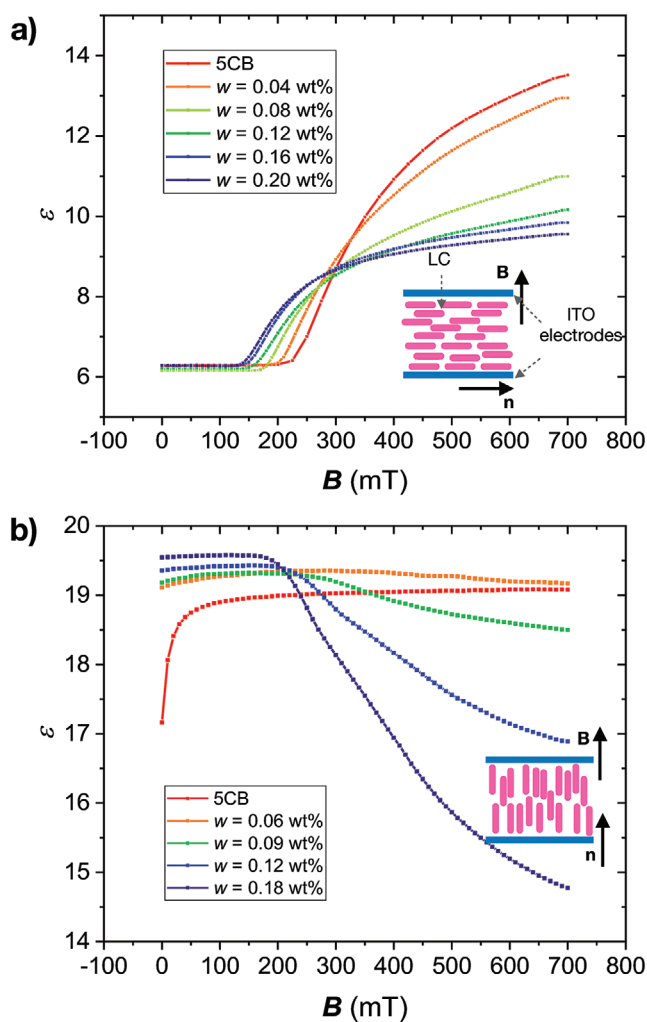 a)
15
14
12
10
8
6
ε
5CB
w = 0.04 wt%
w = 0.08 wt%
w = 0.12 wt%
w = 0.16 wt%
w = 0.20 wt%
LC
B
ITO
electrodes
n
-100 0 100 200 300 400 500 600 700 800
B (mT)
b)
20
19
18
17
16
15
14
ε
B
n
5CB
w = 0.06 wt%
w = 0.09 wt%
w = 0.12 wt%
w = 0.18 wt%
-100 0 100 200 300 400 500 600 700 800
B (mT)